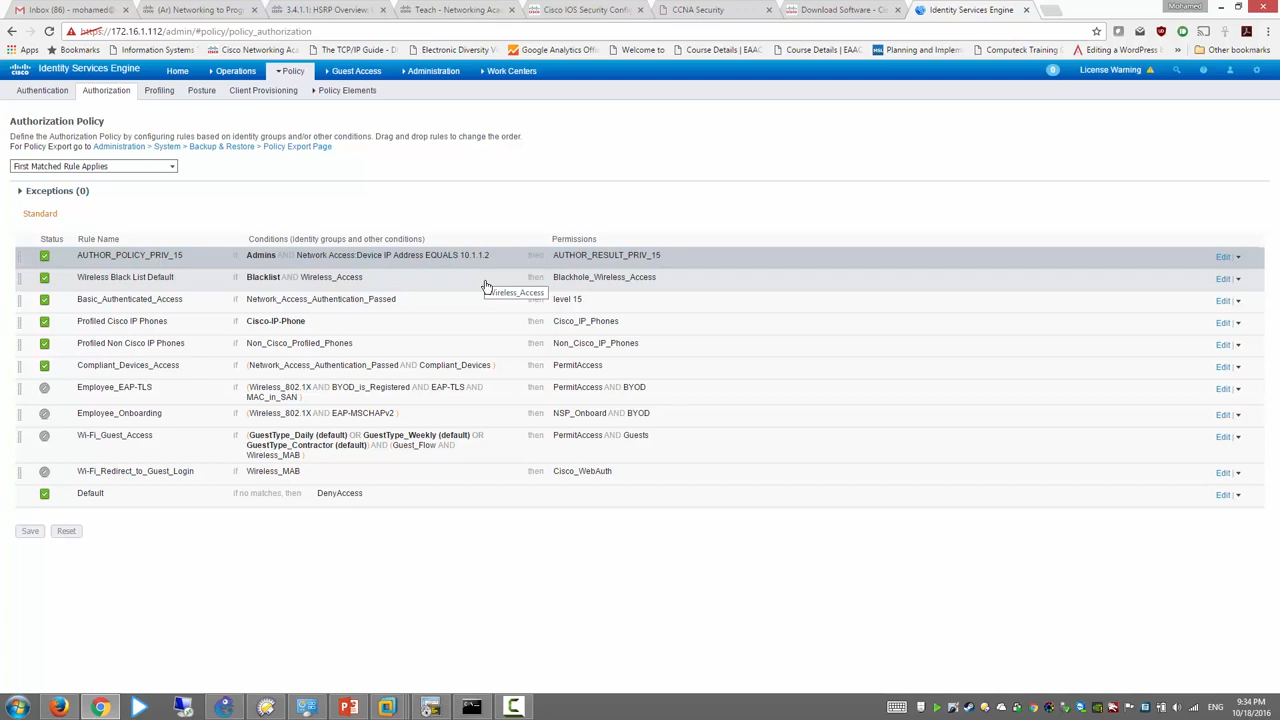 Mohamed
Inbox (86) - mohamed@
(Ar) Networking to Prog
3.4.1.1: HSRP Overview:
Teach - Networking Acad
Cisco IOS Security Confi
CCNA Security
Download Software - Cis
Identity Services Engine
https://172.16.1.112/admin/#policy/policy_authorization
Apps
Bookmarks
Information Systems
Cisco Networking Aca
The TCP/IP Guide -
Electronic Diversity Vi
Google Analytics Offi
Welcome to
Course Details | EAAC
Course Details | EAAC
Planning and Implem
Computeck Training
Editing a WordPress
Other bookmarks
cisco Identity Services Engine
Home
Operations
Policy
Guest Access
Administration
Work Centers
0
License Warning
Authentication
Authorization
Profiling
Posture
Client Provisioning
Policy Elements
Authorization Policy
Define the Authorization Policy by configuring rules based on identity groups and/or other conditions. Drag and drop rules to change the order.
For Policy Export go to Administration > System > Backup & Restore > Policy Export Page
First Matched Rule Applies
Exceptions (0)
Standard
Status Rule Name Conditions (identity groups and other conditions) Permissions
AUTHOR_POLICY_PRIV_15 if Admins AND Network Access:Device IP Address EQUALS 10.1.1.2 then AUTHOR_RESULT_PRIV_15 Edit |
Wireless Black List Default if Blacklist AND Wireless_Access then Blackhole_Wireless_Access Edit |
Wireless_Access
Basic_Authenticated_Access if Network_Access_Authentication_Passed then level 15 Edit |
Profiled Cisco IP Phones if Cisco-IP-Phone then Cisco_IP_Phones Edit |
Profiled Non Cisco IP Phones if Non_Cisco_Profiled_Phones then Non_Cisco_IP_Phones Edit |
Compliant_Devices_Access if (Network_Access_Authentication_Passed AND Compliant_Devices ) then PermitAccess Edit |
Employee_EAP-TLS if (Wireless_802.1X AND BYOD_is_Registered AND EAP-TLS AND then PermitAccess AND BYOD Edit |
MAC_in_SAN )
Employee_Onboarding if (Wireless_802.1X AND EAP-MSCHAPv2 ) then NSP_Onboard AND BYOD Edit |
Wi-Fi_Guest_Access if (GuestType_Daily (default) OR GuestType_Weekly (default) OR then PermitAccess AND Guests Edit |
GuestType_Contractor (default) AND (Guest_Flow AND
Wireless_MAB )
Wi-Fi_Redirect_to_Guest_Login if Wireless_MAB then Cisco_WebAuth Edit |
Default if no matches, then DenyAccess Edit |
Save
Reset
9:34 PM
10/18/2016